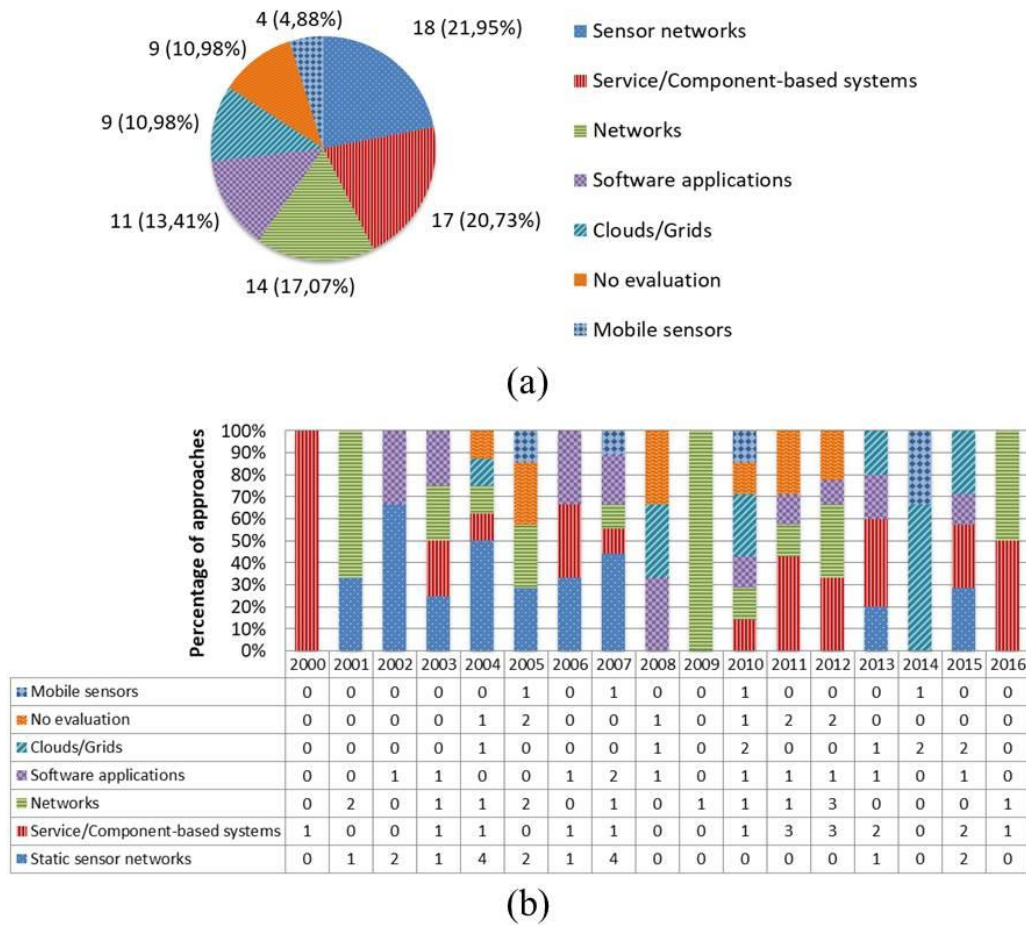 4 (4,88%)
18 (21,95%)
9 (10,98%)
9 (10,98%)
11 (13,41%)
17 (20,73%)
14 (17,07%)
Sensor networks
Service/Component-based systems
Networks
Software applications
Clouds/Grids
No evaluation
Mobile sensors
(a)
Percentage of approaches
100%
90%
80%
70%
60%
50%
40%
30%
20%
10%
0%
2000 2001 2002 2003 2004 2005 2006 2007 2008 2009 2010 2011 2012 2013 2014 2015 2016
Mobile sensors 0 0 0 0 0 1 0 1 0 0 1 0 0 0 1 0 0
No evaluation 0 0 0 0 1 2 0 0 1 0 1 2 2 0 0 0 0
Clouds/Grids 0 0 0 0 1 0 0 0 1 0 2 0 0 1 2 2 0
Software applications 0 0 1 1 0 0 1 2 1 0 1 1 1 1 0 1 0
Networks 0 2 0 1 1 2 0 1 0 1 1 1 3 0 0 0 1
Service/Component-based systems 1 0 0 1 1 0 1 1 0 0 1 3 3 2 0 2 1
Static sensor networks 0 1 2 1 4 2 1 4 0 0 0 0 0 1 0 2 0
(b)